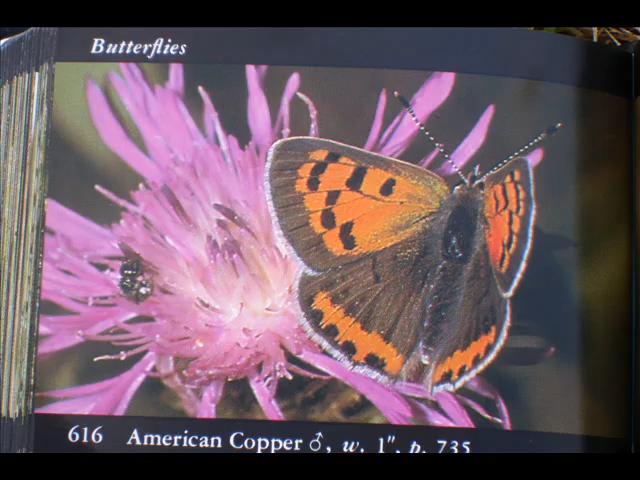 Butterflies
616 American Copper ♂, w. 1", p. 735